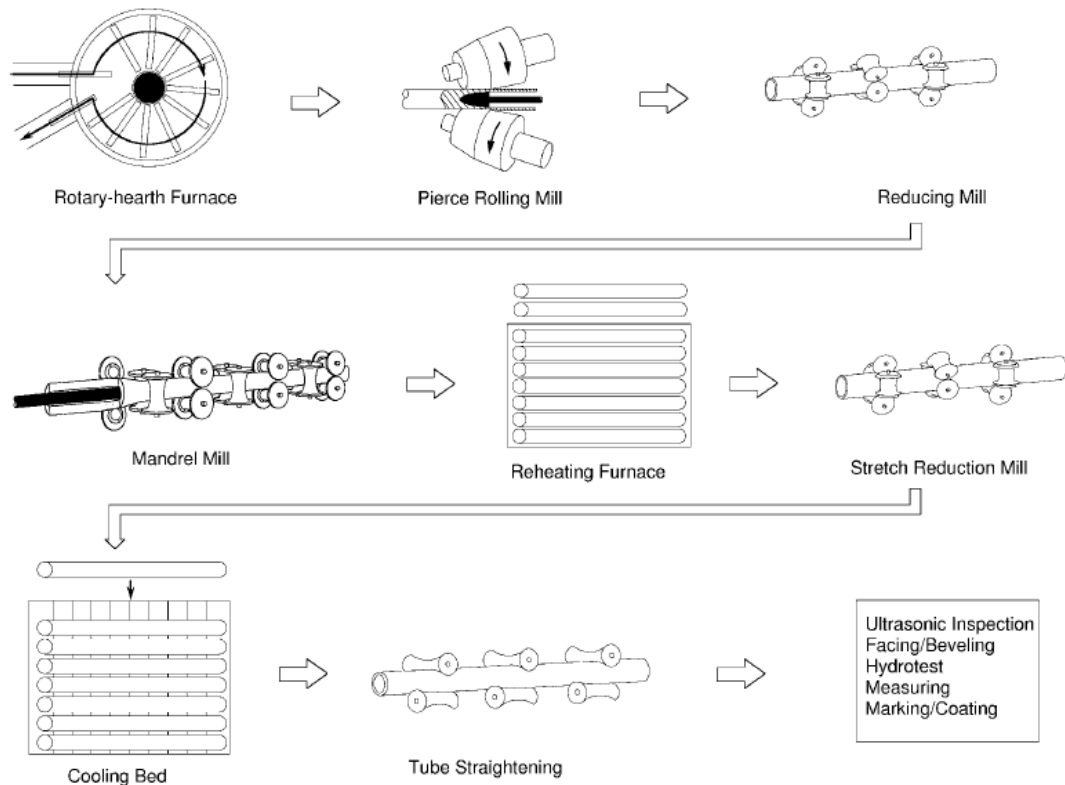 Rotary-hearth Furnace
Pierce Rolling Mill
Reducing Mill
Mandrel Mill
Reheating Furnace
Stretch Reduction Mill
Cooling Bed
Tube Straightening
Ultrasonic Inspection
Facing/Beveling
Hydrotest
Measuring
Marking/Coating